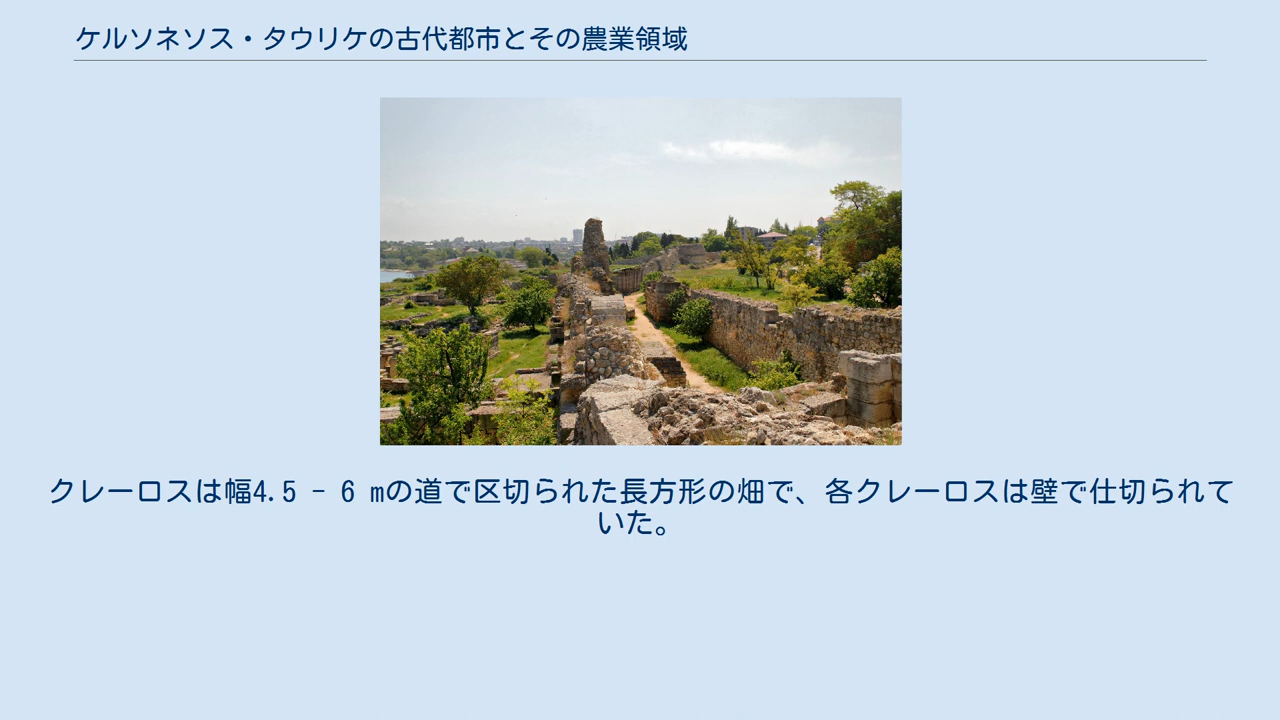 ケルソネソス・タウリケの古代都市とその農業領域
クレーロスは幅4.5 - 6 mの道で区切られた長方形の畑で、各クレーロスは壁で仕切られて
いた。